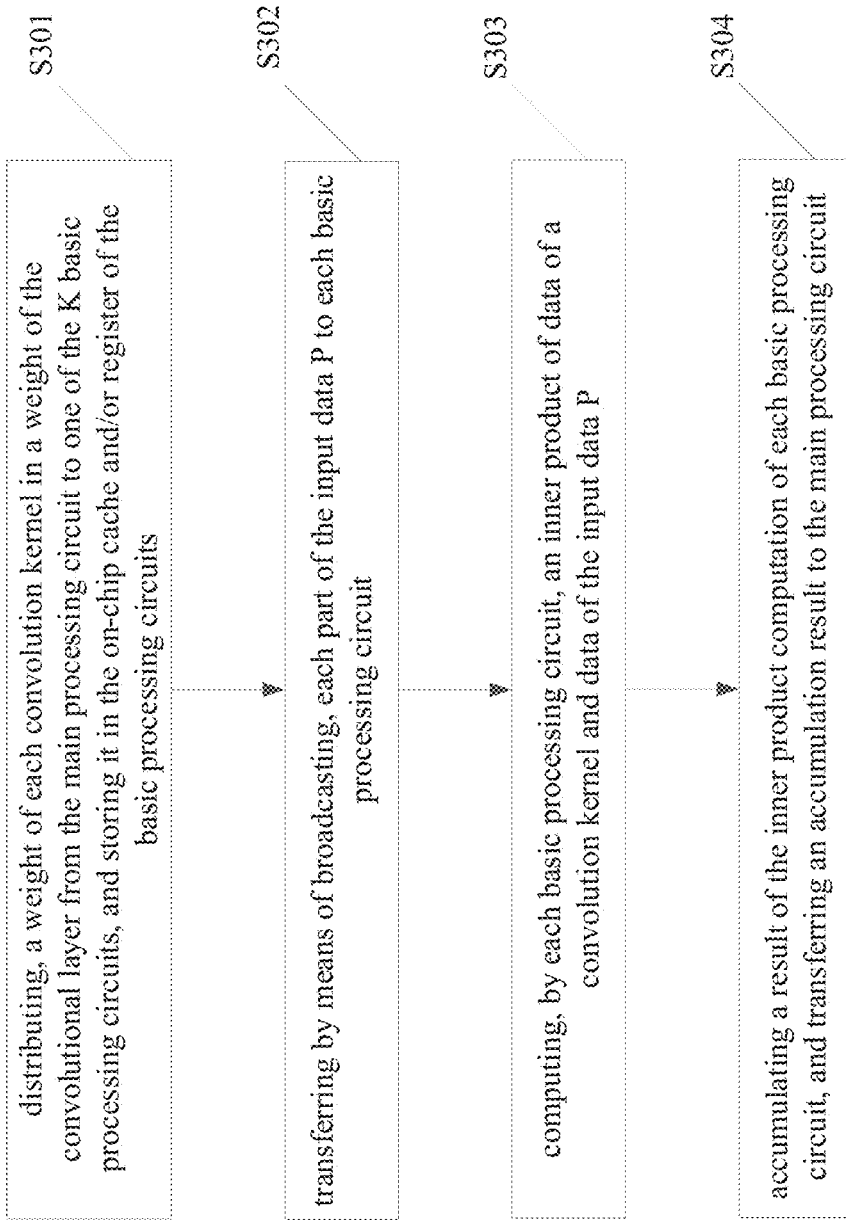 distributing, a weight of each convolution kernel in a weight of the
convolutional layer from the main processing circuit to one of the K basic
processing circuits, and storing it in the on-chip cache and/or register of the
basic processing circuits
S301
transferring by means of broadcasting, each part of the input data P to each basic
processing circuit
S302
computing, by each basic processing circuit, an inner product of data of a
convolution kernel and data of the input data P
S303
accumulating a result of the inner product computation of each basic processing
circuit, and transferring an accumulation result to the main processing circuit
S304